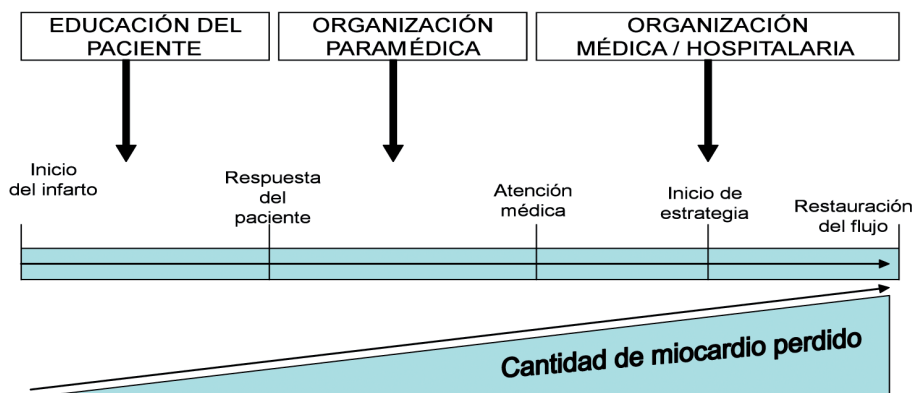 EDUCACIÓN DEL
PACIENTE
ORGANIZACIÓN
PARAMÉDICA
ORGANIZACIÓN
MÉDICA / HOSPITALARIA
Inicio
del infarto
Respuesta
del
paciente
Atención
médica
Inicio de
estrategia
Restauración
del flujo
Cantidad de miocardio perdido